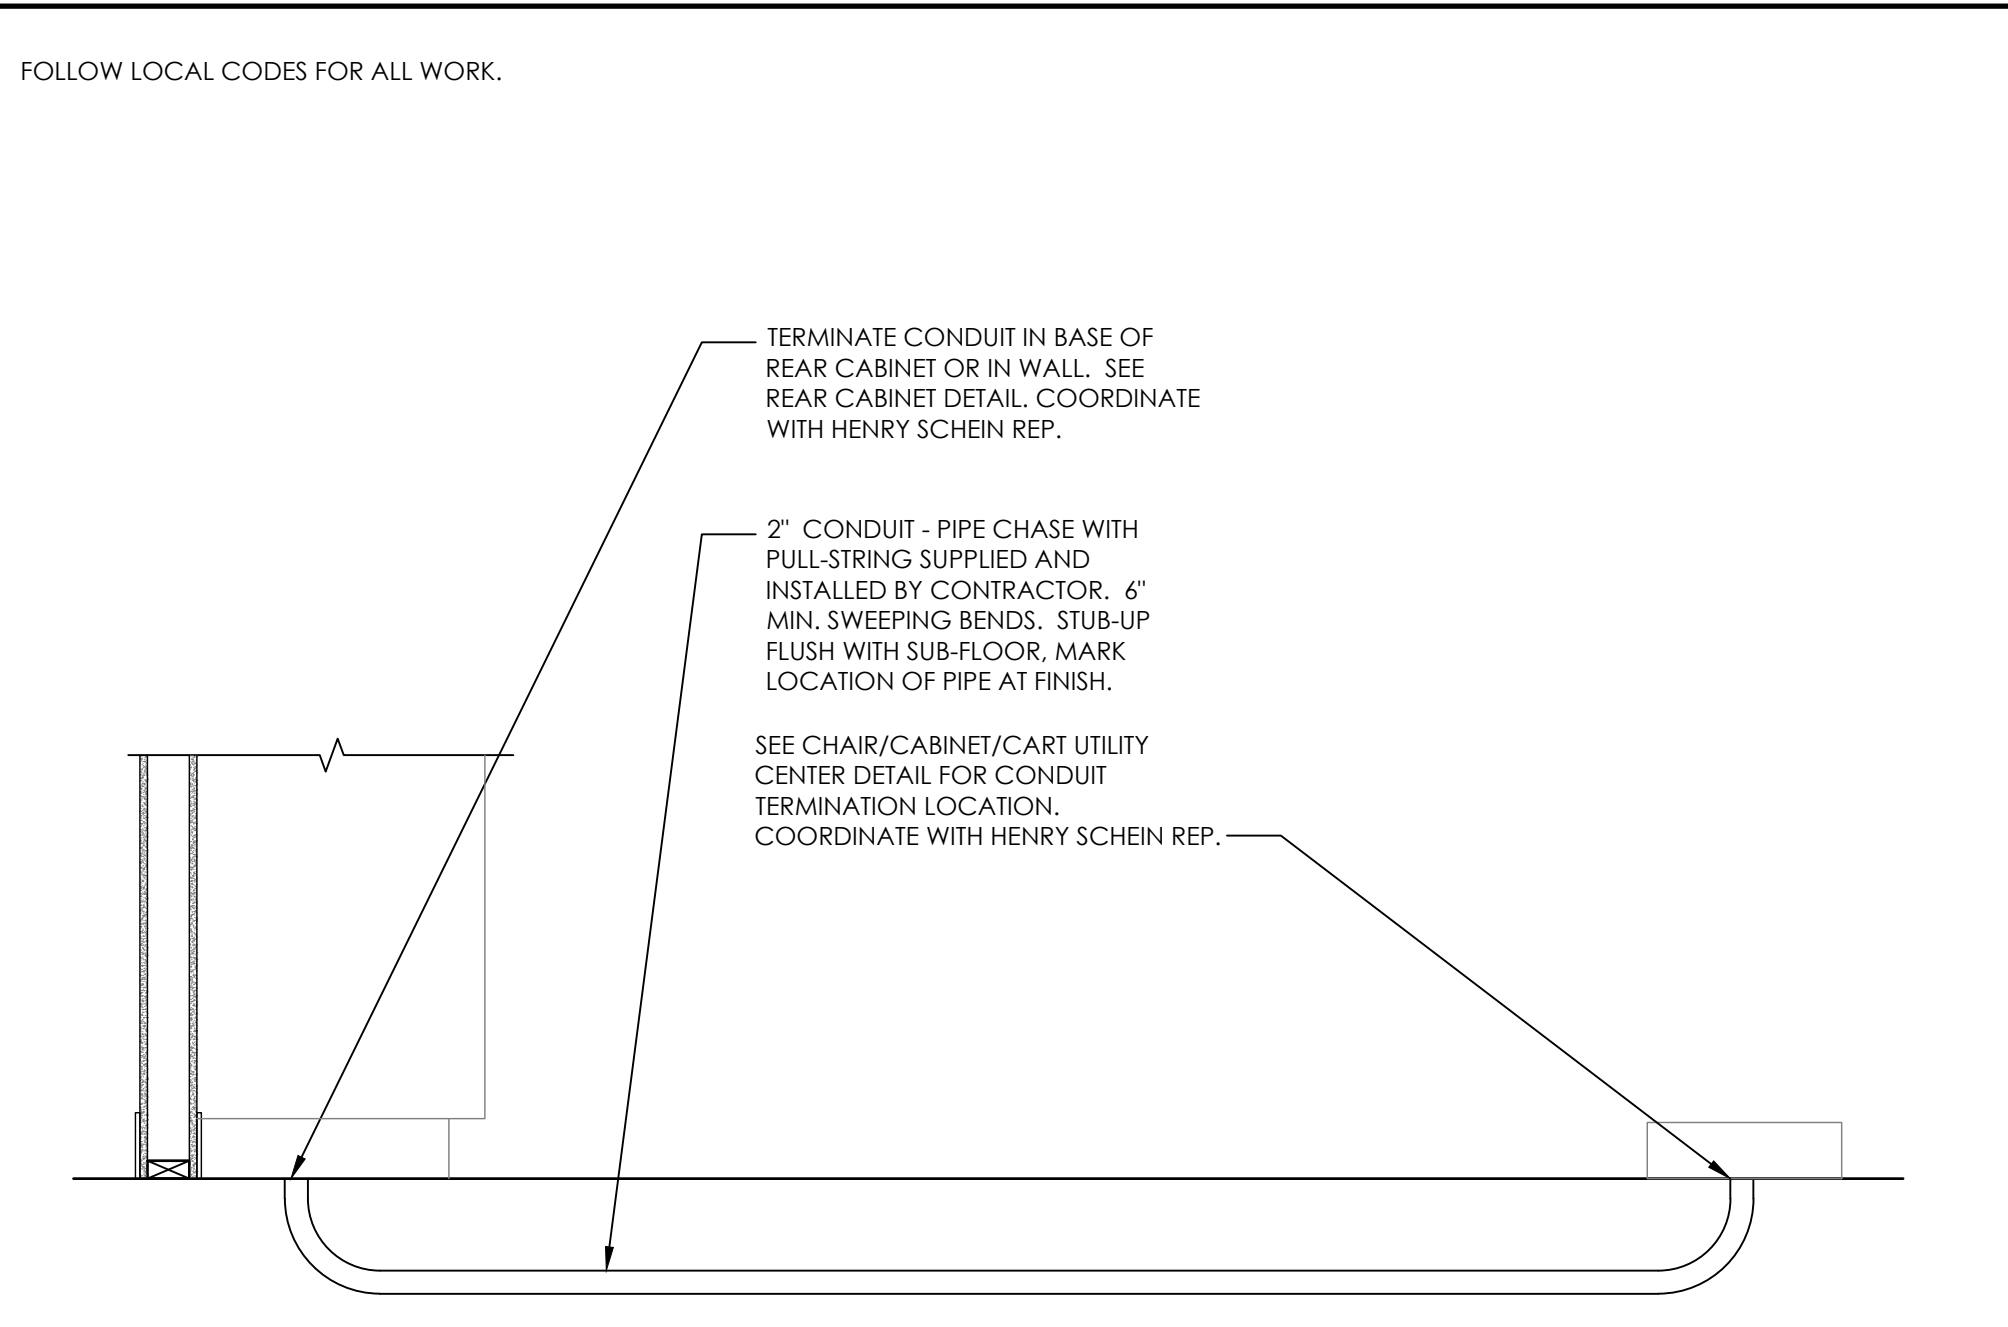 FOLLOW LOCAL CODES FOR ALL WORK.
TERMINATE CONDUIT IN BASE OF
REAR CABINET OR IN WALL.  SEE
REAR CABINET DETAIL. COORDINATE
WITH HENRY SCHEIN REP.
2"  CONDUIT - PIPE CHASE WITH
PULL-STRING SUPPLIED AND
INSTALLED BY CONTRACTOR.  6"
MIN. SWEEPING BENDS.  STUB-UP
FLUSH WITH SUB-FLOOR, MARK
LOCATION OF PIPE AT FINISH.
SEE CHAIR/CABINET/CART UTILITY
CENTER DETAIL FOR CONDUIT
TERMINATION LOCATION.
COORDINATE WITH HENRY SCHEIN REP.